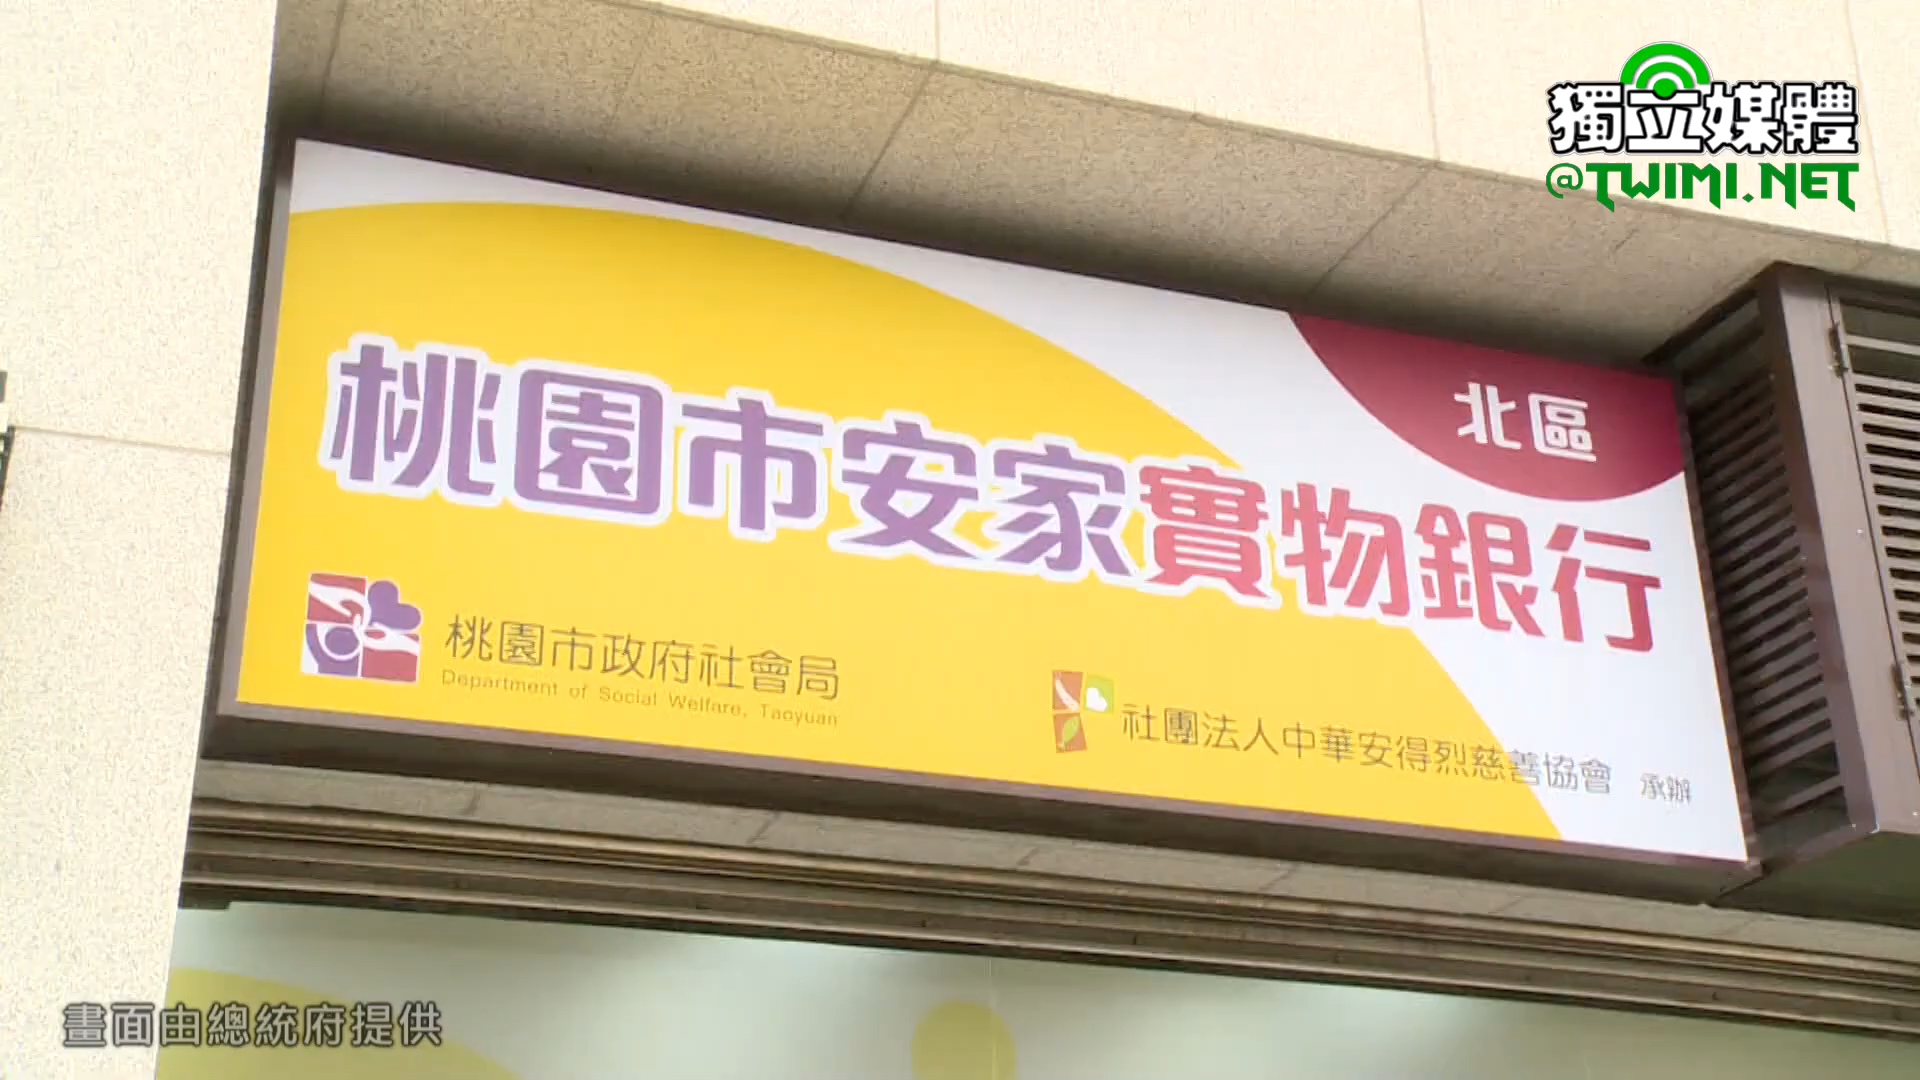 獨立媒體
@TWIMI.NET
北區
桃園市安家實物銀行
桃園市政府社會局
Department of Social Welfare, Taoyuan
社團法人中華安得烈慈善協會 承辦
畫面由總統府提供